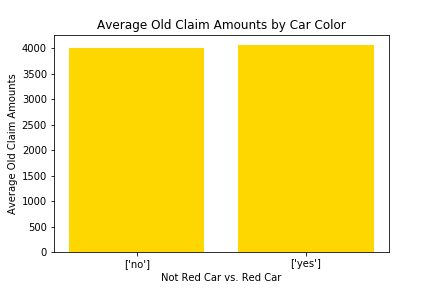 Average Old Claim Amounts by Car Color
Average Old Claim Amounts
4000
3500
3000
2500
2000
1500
1000
500
0
['no']
['yes']
Not Red Car vs. Red Car